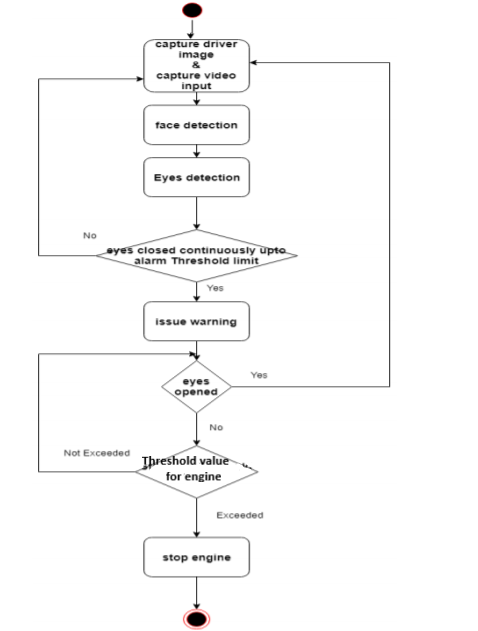 capture driver
image
&
capture video
input
face detection
Eyes detection
No
eyes closed continuously upto
alarm Threshold limit
Yes
issue warning
eyes
opened
Yes
No
Not Exceeded
Threshold value
for engine
Exceeded
stop engine